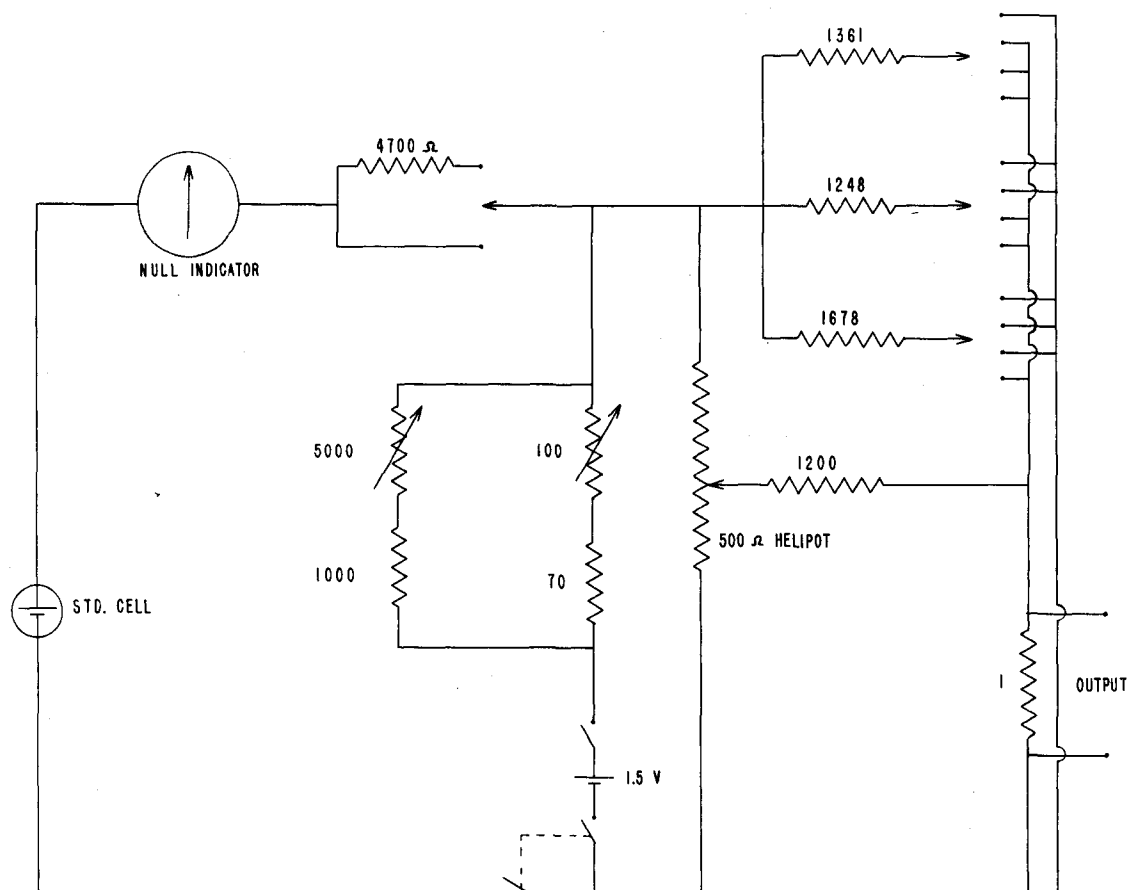 1361
4700 Ω
1248
NULL INDICATOR
1678
5000
100
1200
500 Ω HELIPOT
1000
70
STD. CELL
1
OUTPUT
1.5 V